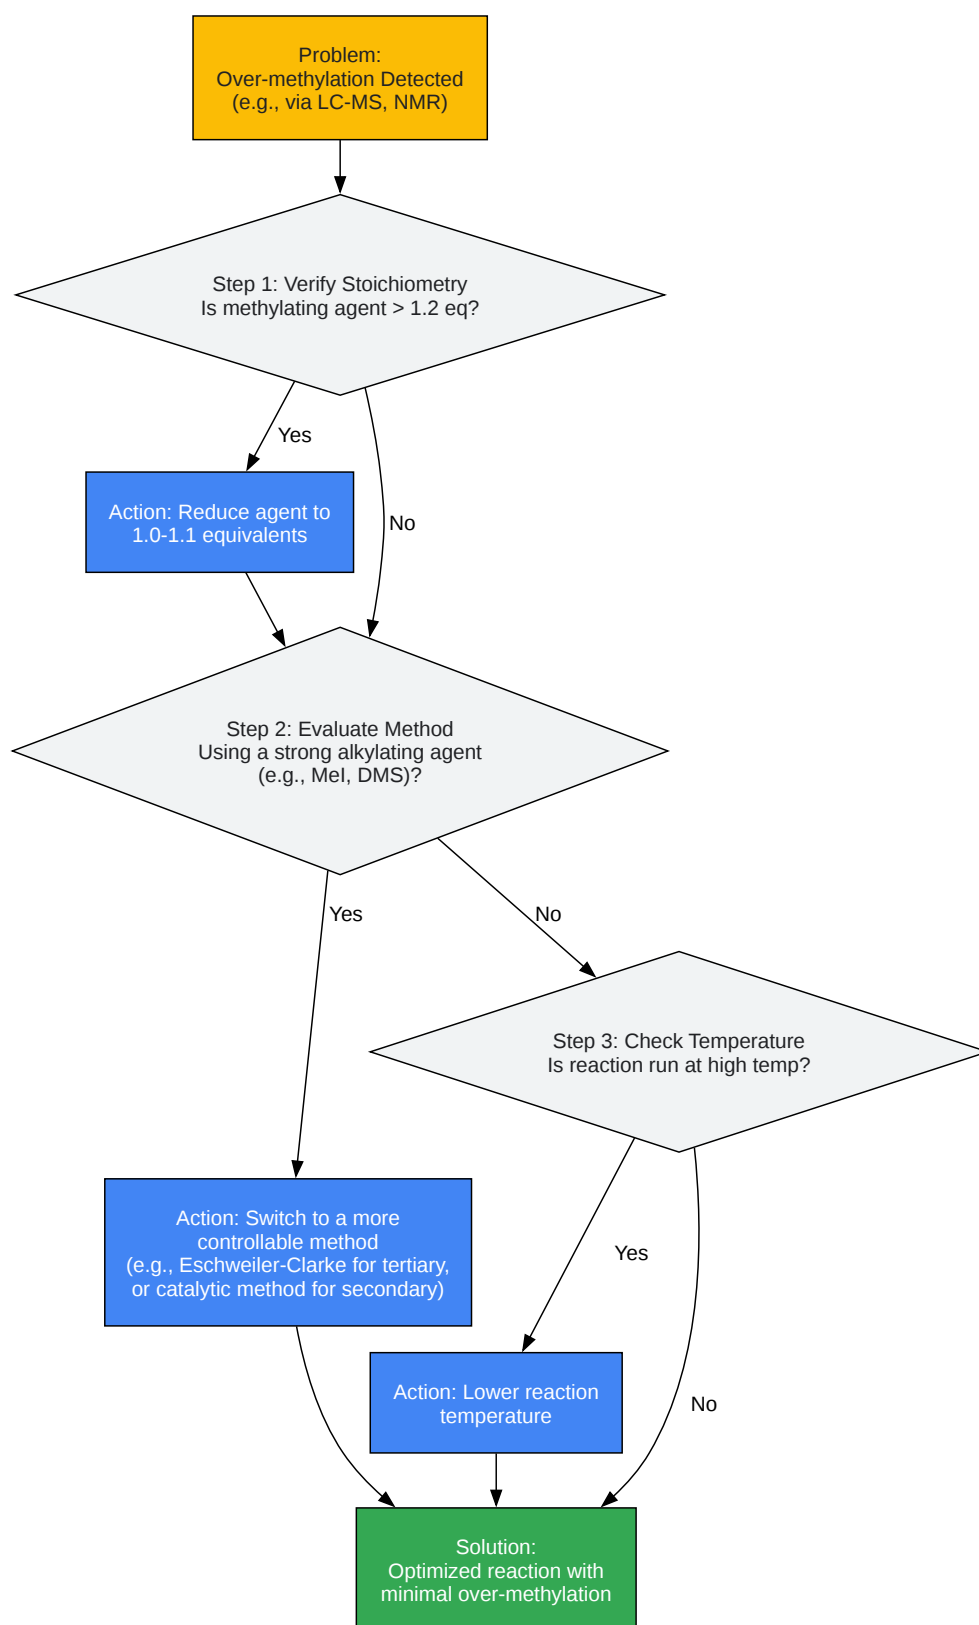 Problem:
Over-methylation Detected
(e.g., via LC-MS, NMR)
Step 1: Verify Stoichiometry
Is methylating agent > 1.2 eq?
Yes
No
Action: Reduce agent to
1.0-1.1 equivalents
Step 2: Evaluate Method
Using a strong alkylating agent
(e.g., MeI, DMS)?
Yes
No
Step 3: Check Temperature
Is reaction run at high temp?
Action: Switch to a more
controllable method
(e.g., Eschweiler-Clarke for tertiary,
or catalytic method for secondary)
Yes
No
Action: Lower reaction
temperature
Solution:
Optimized reaction with
minimal over-methylation